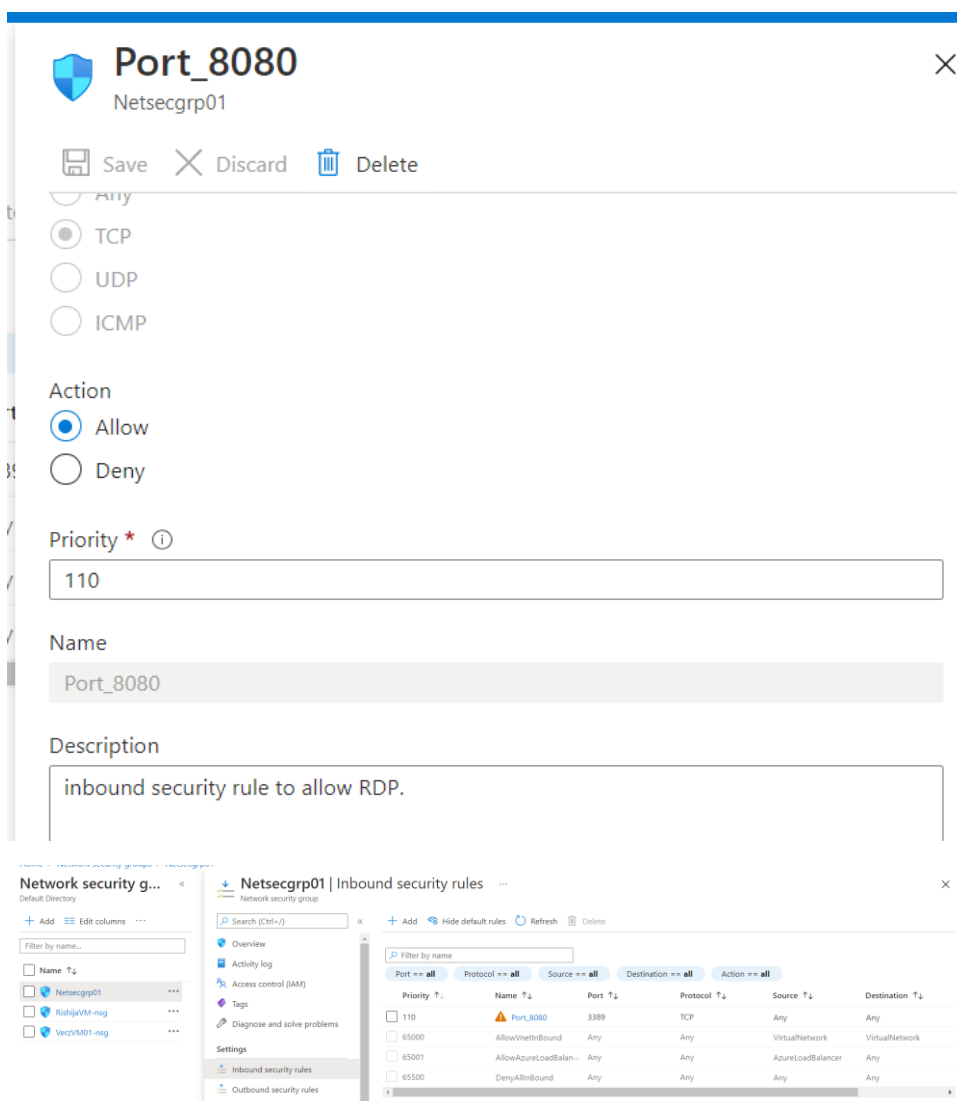 Port_8080
Netsecgrp01
Save Discard Delete
Any
TCP
UDP
ICMP
Action
Allow
Deny
Priority *
110
Name
Port_8080
Description
inbound security rule to allow RDP.
Home > Network security groups > Netsecgrp01
Network security g... «
Default Directory
+ Add Edit columns ...
Filter by name...
Name ↑↓
Netsecgrp01 ...
RishijaVM-nsg ...
VerzVM01-nsg ...
Netsecgrp01 | Inbound security rules ...
Network security group
Search (Ctrl+/) «
Overview
Activity log
Access control (IAM)
Tags
Diagnose and solve problems
Settings
Inbound security rules
Outbound security rules
+ Add Hide default rules Refresh Delete
Filter by name
Port == all Protocol == all Source == all Destination == all Action == all
Priority ↑↓ Name ↑↓ Port ↑↓ Protocol ↑↓ Source ↑↓ Destination ↑↓
110 Port_8080 3389 TCP Any Any
65000 AllowVnetInBound Any Any VirtualNetwork VirtualNetwork
65001 AllowAzureLoadBalan... Any Any AzureLoadBalancer Any
65500 DenyAllInBound Any Any Any Any